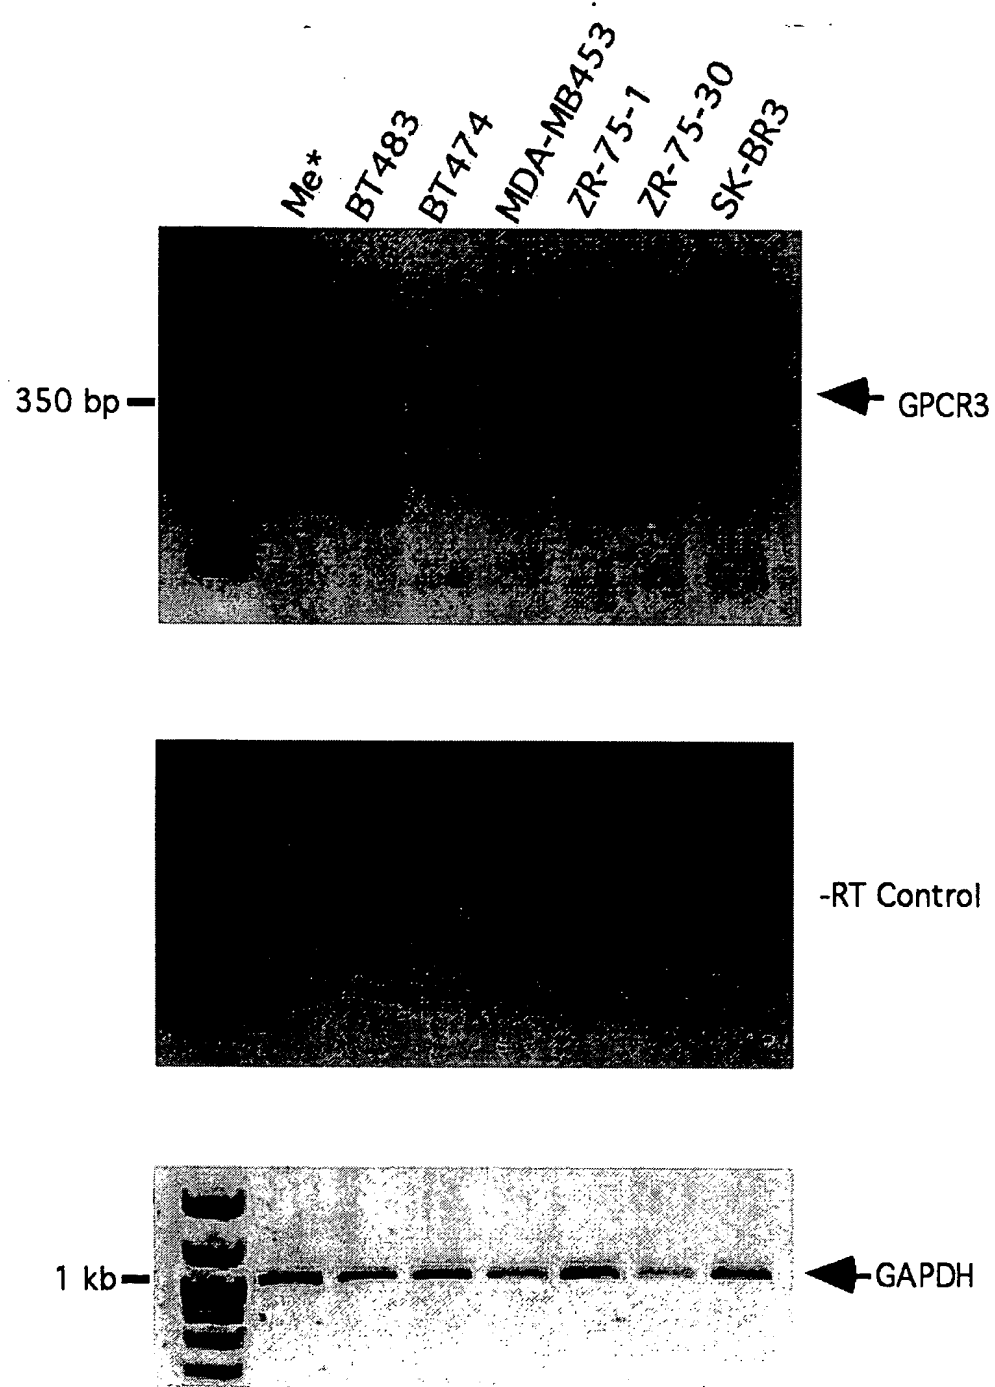 Me*
BT483
BT474
MDA-MB453
ZR-75-1
ZR-75-30
SK-BR3
350 bp
GPCR3
-RT Control
1 kb
GAPDH